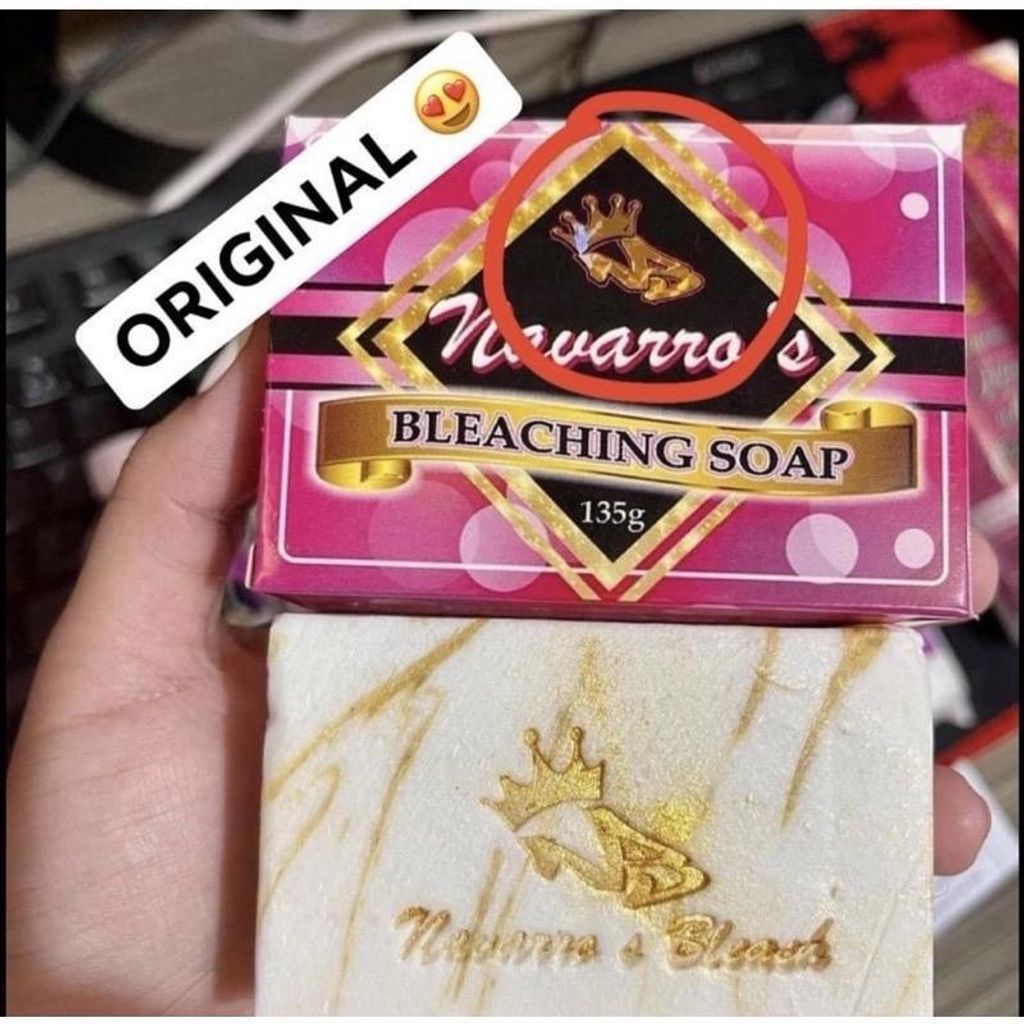 ORIGINAL 😍
Navarro's
BLEACHING SOAP
135g
Navarro s Bleach